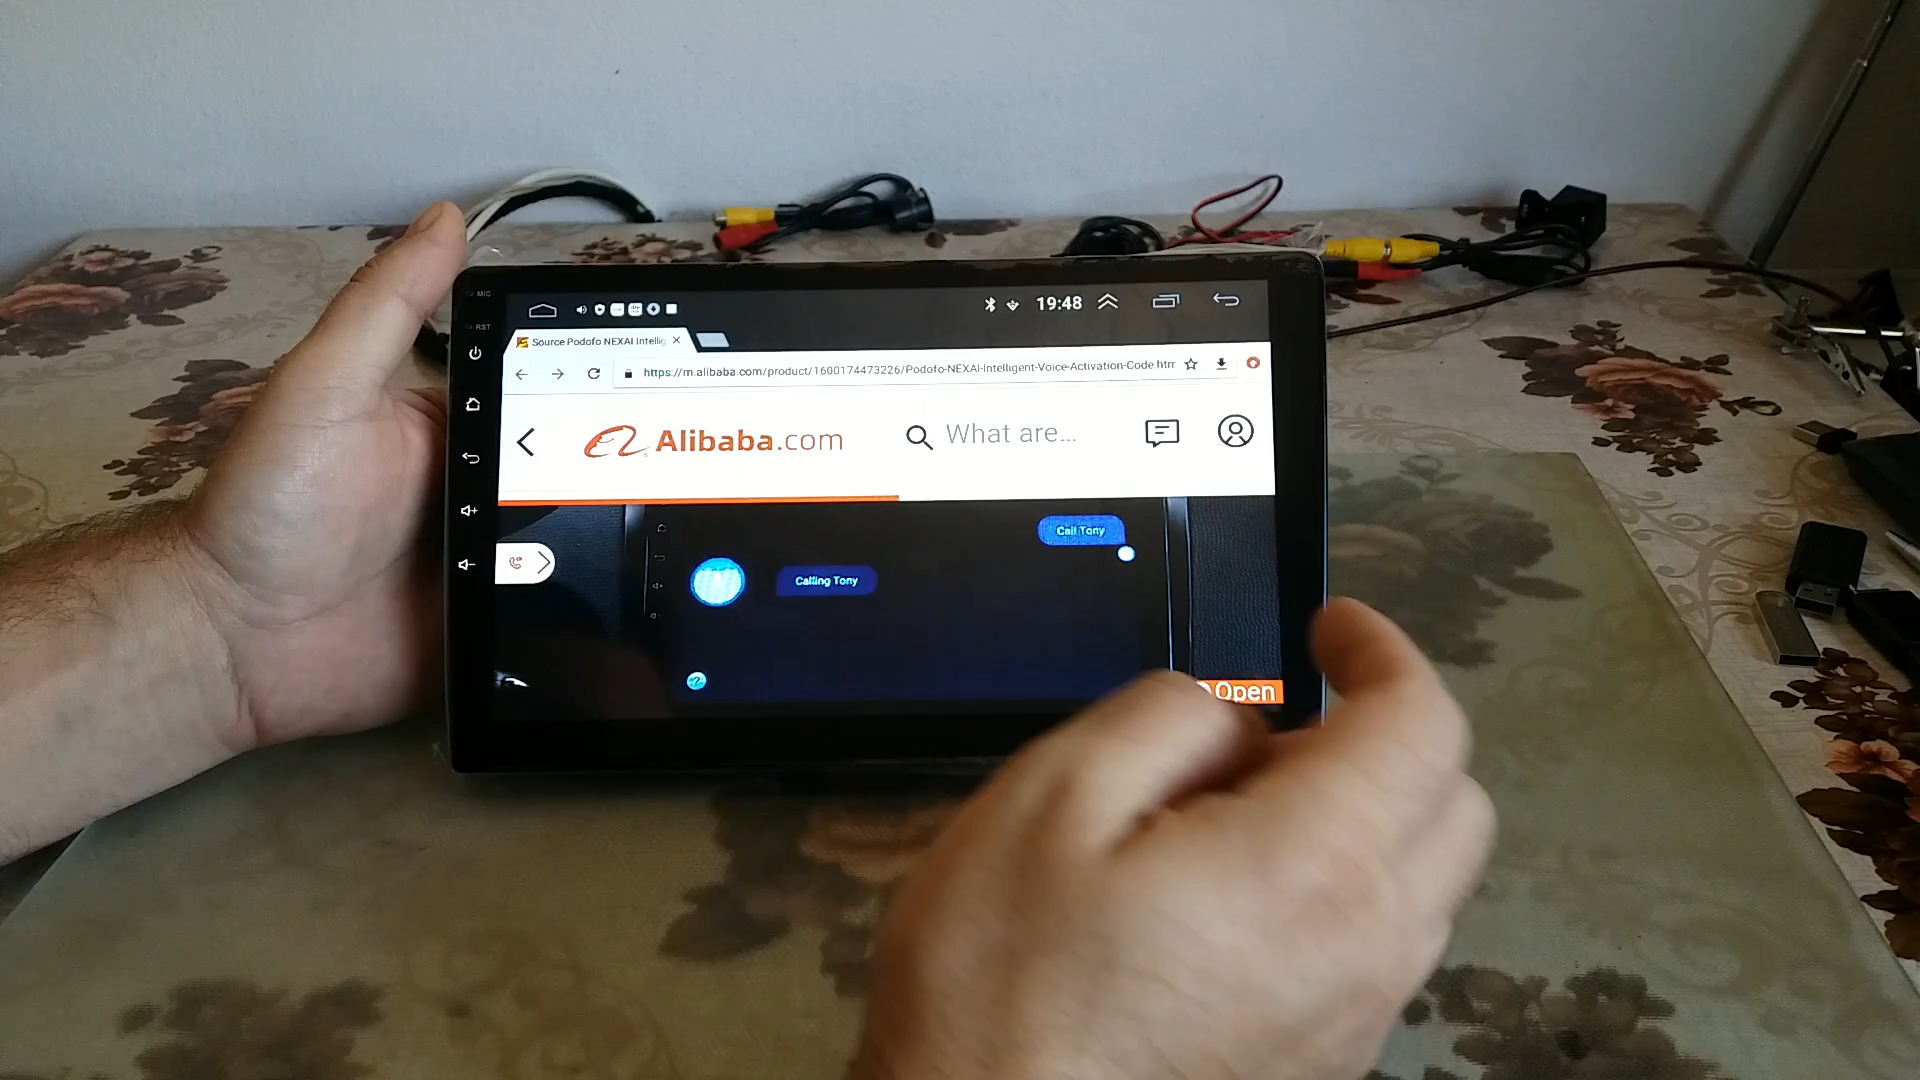 MIC
19:48
RST
Source Podofo NEXAI Intellig
https://m.alibaba.com/product/1600174473226/Podofo-NEXAI-Intelligent-Voice-Activation-Code.htm
Alibaba.com
What are...
Call Tony
Calling Tony
Open